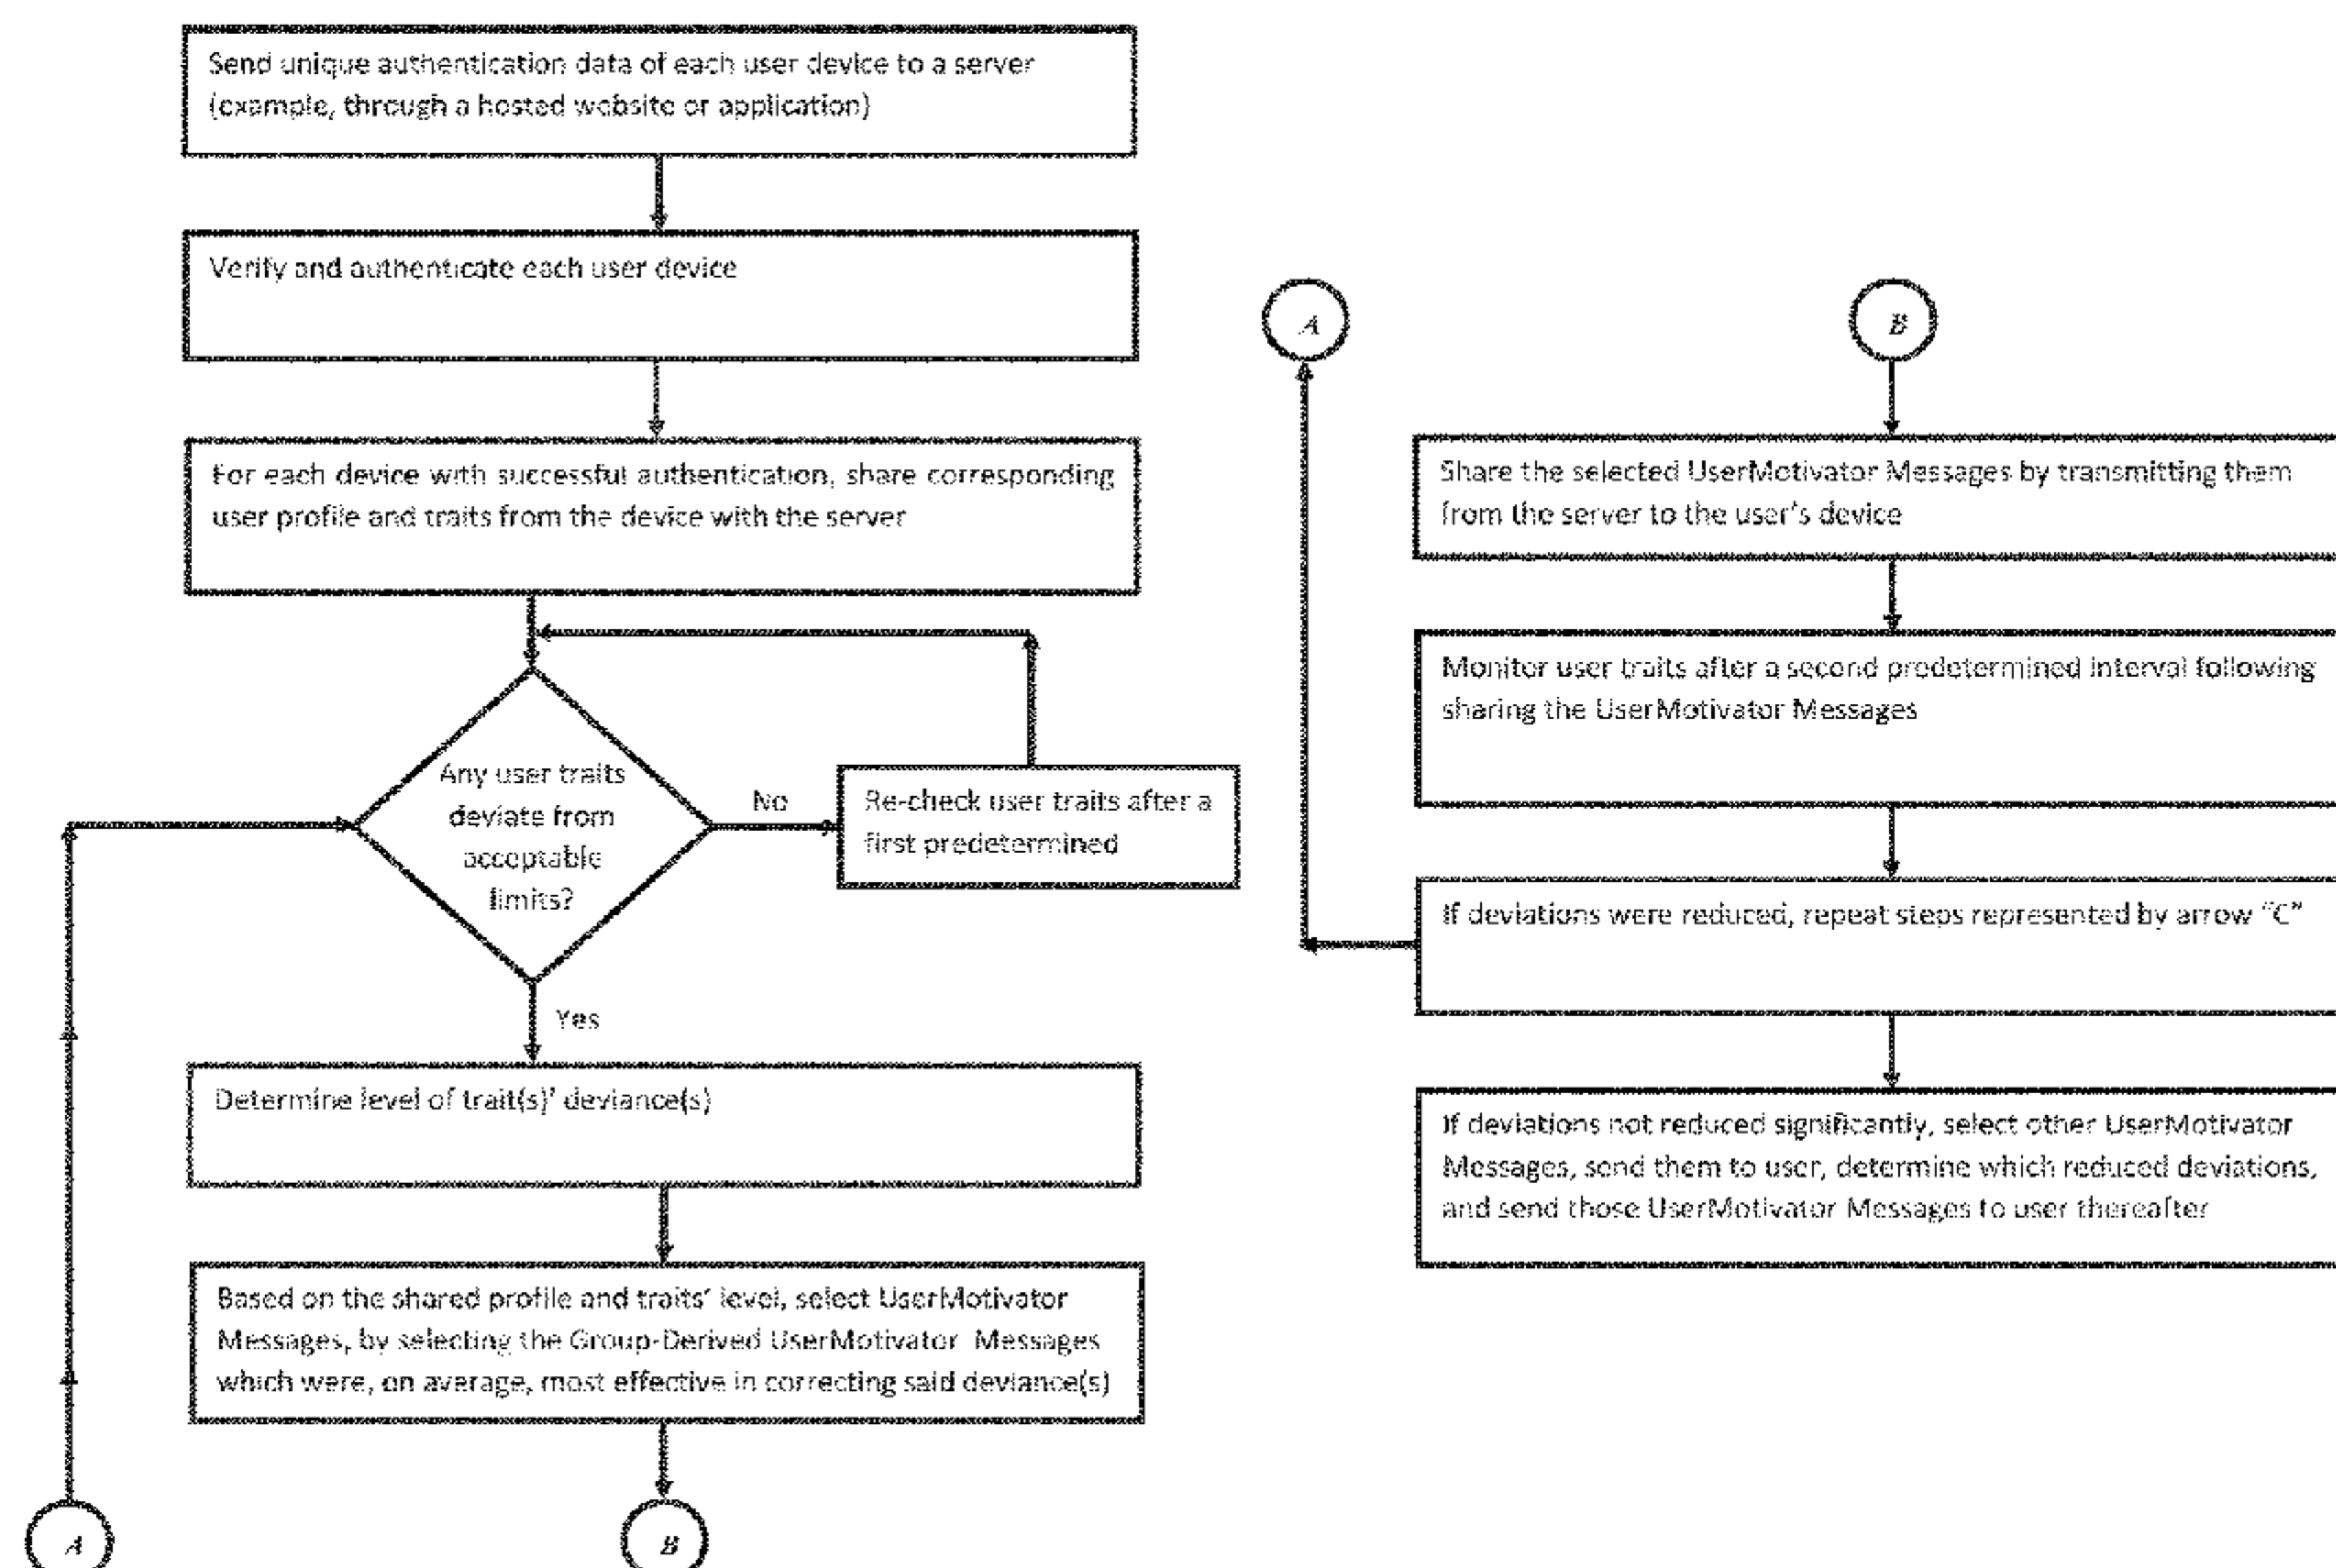 Send unique authentication data of each user device to a server
(example, through a hosted website or application)
Verify and authenticate each user device
For each device with successful authentication, share corresponding
user profile and traits from the device with the server
Any user traits
deviate from
acceptable
limits?
No
Re-check user traits after a
first predetermined
Yes
Determine level of trait(s)' deviance(s)
Based on the shared profile and traits' level, select UserMotivator
Messages, by selecting the Group-Derived UserMotivator Messages
which were, on average, most effective in correcting said deviance(s)
A
B
A
B
Share the selected UserMotivator Messages by transmitting them
from the server to the user's device
Monitor user traits after a second predetermined interval following
sharing the UserMotivator Messages
If deviations were reduced, repeat steps represented by arrow "C"
If deviations not reduced significantly, select other UserMotivator
Messages, send them to user, determine which reduced deviations,
and send those UserMotivator Messages to user thereafter